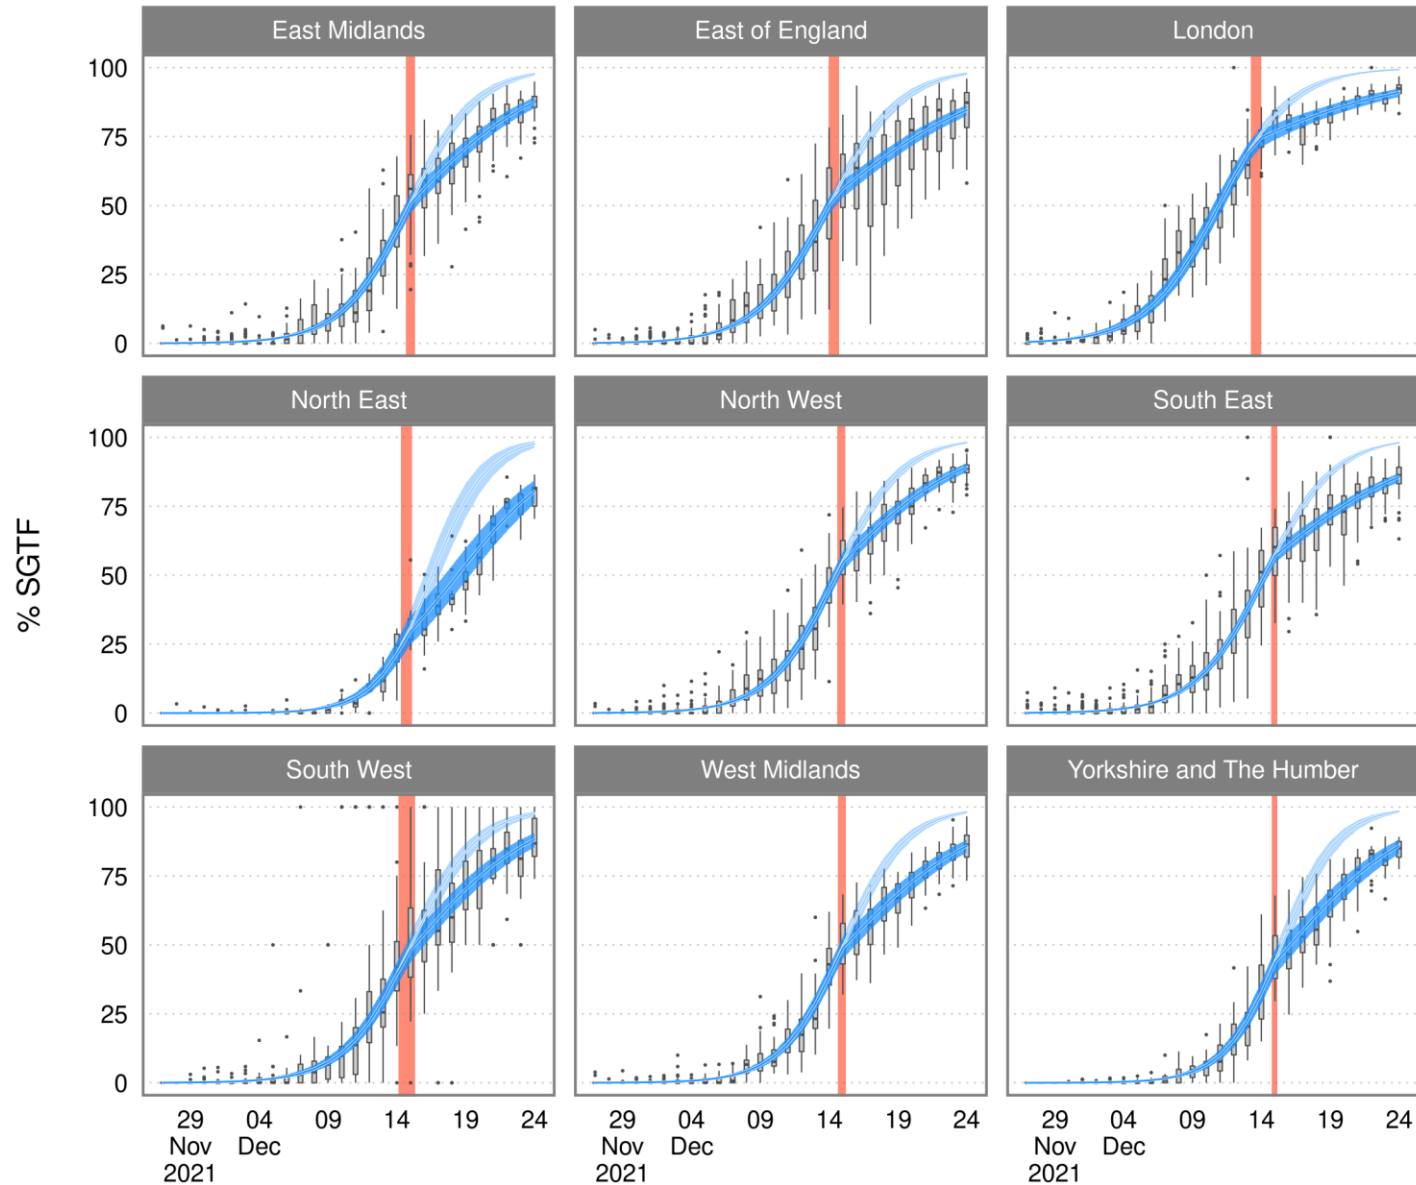 East Midlands
East of England
London
100
75
50
25
0
North East
North West
South East
100
75
50
25
0
% SGTF
South West
West Midlands
Yorkshire and The Humber
100
75
50
25
0
29 04 09 14 19 24 29 04 09 14 19 24 29 04 09 14 19 24
Nov Dec Nov Dec Nov Dec
2021 2021 2021